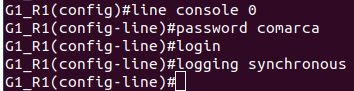 G1_R1(config)#line console 0
G1_R1(config-line)#password comarca
G1_R1(config-line)#login
G1_R1(config-line)#logging synchronous
G1_R1(config-line)#